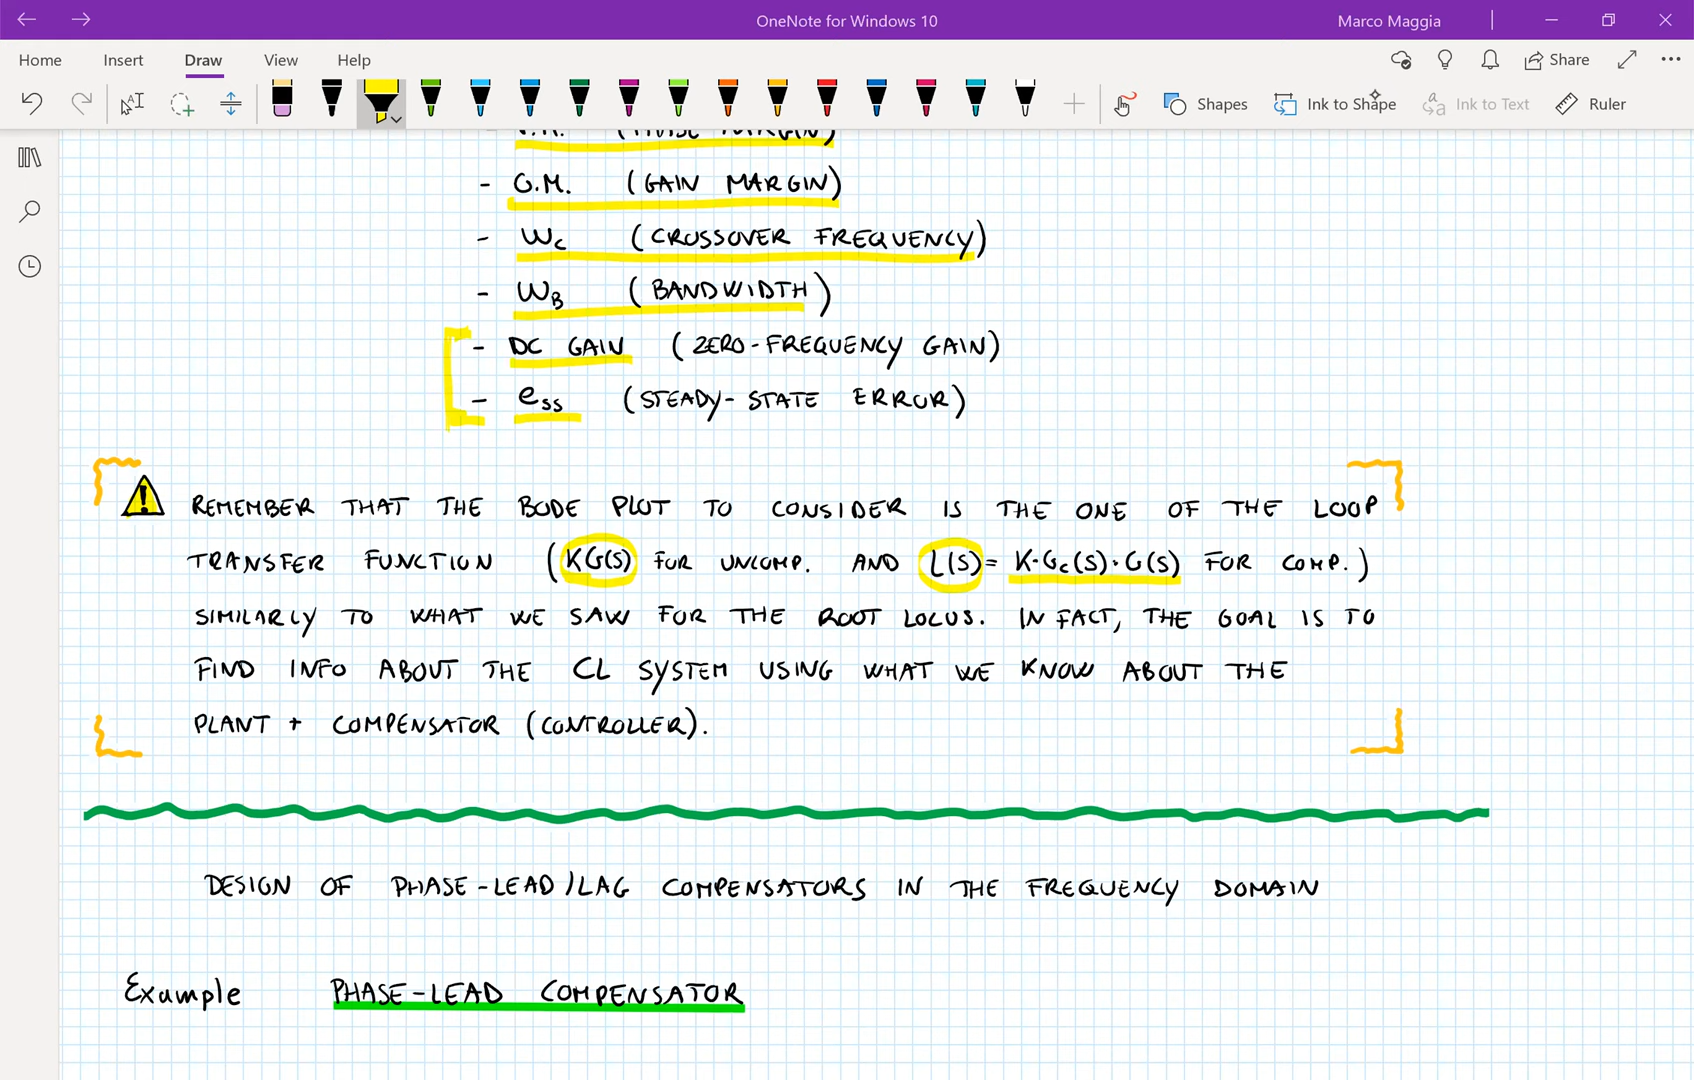 OneNote for Windows 10
Marco Maggia
Home Insert Draw View Help
Share
Shapes Ink to Shape Ink to Text Ruler
P.M. (PHASE MARGIN)
- G.M. (GAIN MARGIN)
- ωc (CROSSOVER FREQUENCY)
- ωB (BANDWIDTH)
- DC GAIN (ZERO-FREQUENCY GAIN)
- ess (STEADY-STATE ERROR)
REMEMBER THAT THE BODE PLOT TO CONSIDER IS THE ONE OF THE LOOP
TRANSFER FUNCTION (KG(S) FOR UNCOMP. AND L(S) = K·Gc(S)·G(S) FOR COMP.)
SIMILARLY TO WHAT WE SAW FOR THE ROOT LOCUS. IN FACT, THE GOAL IS TO
FIND INFO ABOUT THE CL SYSTEM USING WHAT WE KNOW ABOUT THE
PLANT + COMPENSATOR (CONTROLLER).
DESIGN OF PHASE-LEAD/LAG COMPENSATORS IN THE FREQUENCY DOMAIN
Example PHASE-LEAD COMPENSATOR